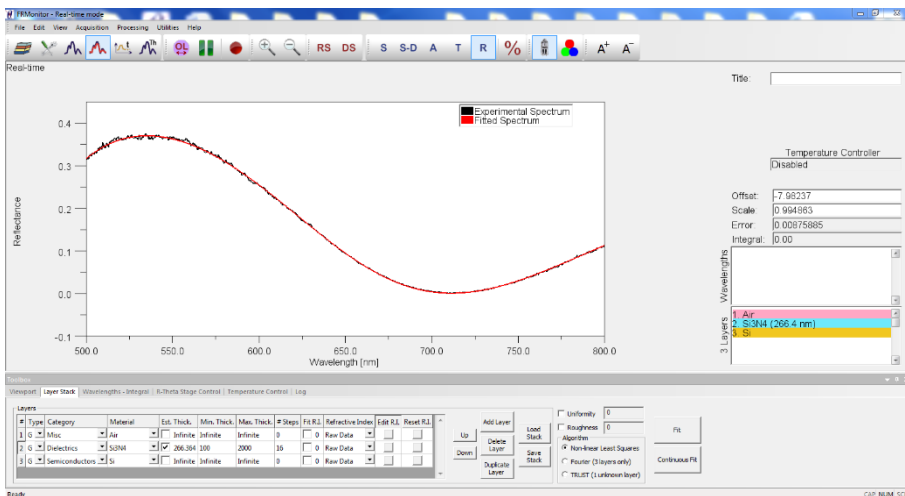 FRMonitor - Real-time mode
File Edit View Acquisition Processing Utilities Help
OL RS DS S S-D A T R % A+ A-
Real-time
Title:
Experimental Spectrum
Fitted Spectrum
0.4
0.3
0.2
0.1
0.0
-0.1
Reflectance
500.0 550.0 600.0 650.0 700.0 750.0 800.0
Wavelength [nm]
Temperature Controller
Disabled
Offset: -7.98237
Scale 0.994863
Error 0.00875885
Integral: 0.00
Wavelengths
3 Layers
1. Air
2. Si3N4 (266.4 nm)
3. Si
Toolbox
Viewport Layer Stack Wavelengths - Integral R-Theta Stage Control Temperature Control Log
Layers
# Type Category Material Est. Thick. Min. Thick. Max. Thick. # Steps Fit R.I. Refractive Index Edit R.I. Reset R.I.
1 G Misc Air Infinite Infinite Infinite 0 0 Raw Data
2 G Dielectrics Si3N4 266.364 100 2000 16 0 Raw Data
3 G Semiconductors Si Infinite Infinite Infinite 0 0 Raw Data
Up
Down
Add Layer
Delete Layer
Duplicate Layer
Load Stack
Save Stack
Uniformity 0
Roughness 0
Algorithm
Non-linear Least Squares
Fourier (3 layers only)
TRUST (1 unknown layer)
Fit
Continuous Fit
Ready
CAP NUM SC